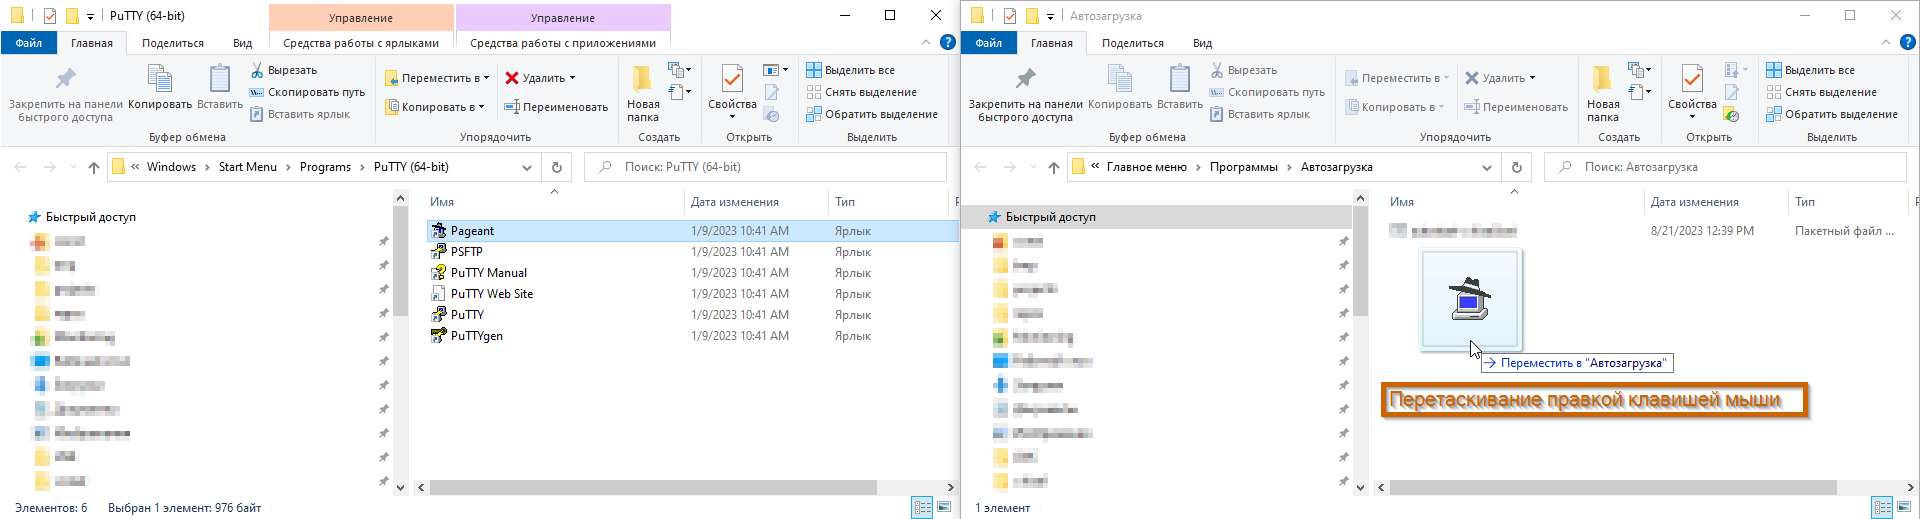 PuTTY (64-bit)
Управление
Управление
Файл
Главная
Поделиться
Вид
Средства работы с ярлыками
Средства работы с приложениями
Закрепить на панели
быстрого доступа
Копировать
Вставить
Вырезать
Скопировать путь
Вставить ярлык
Буфер обмена
Переместить в
Копировать в
Удалить
Переименовать
Упорядочить
Новая
папка
Создать
Свойства
Открыть
Выделить все
Снять выделение
Обратить выделение
Выделить
Windows
Start Menu
Programs
PuTTY (64-bit)
Поиск: PuTTY (64-bit)
Быстрый доступ
Имя
Дата изменения
Тип
Р
Pageant 1/9/2023 10:41 AM Ярлык
PSFTP 1/9/2023 10:41 AM Ярлык
PuTTY Manual 1/9/2023 10:41 AM Ярлык
PuTTY Web Site 1/9/2023 10:41 AM Ярлык
PuTTY 1/9/2023 10:41 AM Ярлык
PuTTYgen 1/9/2023 10:41 AM Ярлык
Элементов: 6
Выбран 1 элемент: 976 байт
Автозагрузка
Файл
Главная
Поделиться
Вид
Закрепить на панели
быстрого доступа
Копировать
Вставить
Вырезать
Скопировать путь
Вставить ярлык
Буфер обмена
Переместить в
Копировать в
Удалить
Переименовать
Упорядочить
Новая
папка
Создать
Свойства
Открыть
Выделить все
Снять выделение
Обратить выделение
Выделить
Главное меню
Программы
Автозагрузка
Поиск: Автозагрузка
Быстрый доступ
Имя
Дата изменения
Тип
Р
8/21/2023 12:39 PM Пакетный файл ...
Переместить в "Автозагрузка"
Перетаскивание правкой клавишей мыши
1 элемент